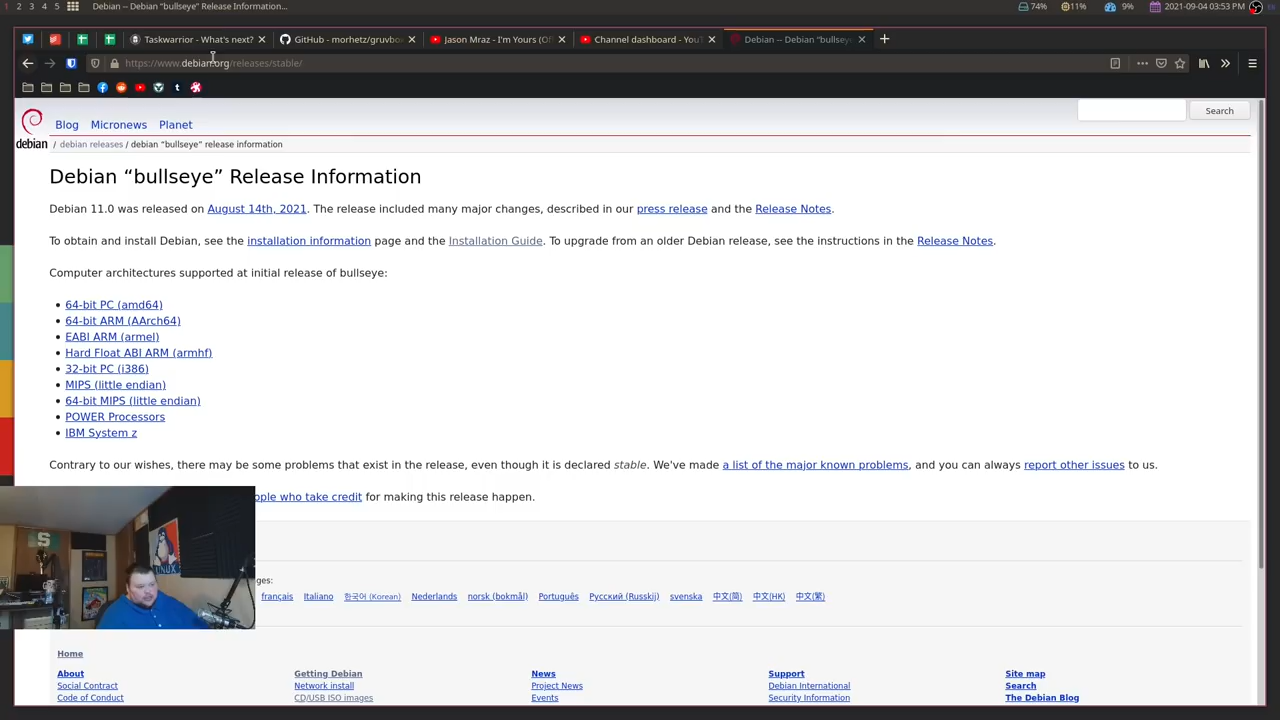 1 2 3 4 5 Debian -- Debian “bullseye” Release Information... 74% 11% 9% 2021-09-04 03:53 PM
Taskwarrior - What's next? GitHub - morhetz/gruvbo Jason Mraz - I'm Yours (Of Channel dashboard - YouT Debian -- Debian “bullseye
https://www.debian.org/releases/stable/
Search
Blog Micronews Planet
debian / debian releases / debian “bullseye” release information
Debian “bullseye” Release Information
Debian 11.0 was released on August 14th, 2021. The release included many major changes, described in our press release and the Release Notes.
To obtain and install Debian, see the installation information page and the Installation Guide. To upgrade from an older Debian release, see the instructions in the Release Notes.
Computer architectures supported at initial release of bullseye:
• 64-bit PC (amd64)
• 64-bit ARM (AArch64)
• EABI ARM (armel)
• Hard Float ABI ARM (armhf)
• 32-bit PC (i386)
• MIPS (little endian)
• 64-bit MIPS (little endian)
• POWER Processors
• IBM System z
Contrary to our wishes, there may be some problems that exist in the release, even though it is declared stable. We've made a list of the major known problems, and you can always report other issues to us.
ople who take credit for making this release happen.
ges:
français Italiano 한국어 (Korean) Nederlands norsk (bokmål) Português Русский (Russkij) svenska 中文(简) 中文(HK) 中文(繁)
Home
About Getting Debian News Support Site map
Social Contract Network install Project News Debian International Search
Code of Conduct CD/USB ISO images Events Security Information The Debian Blog